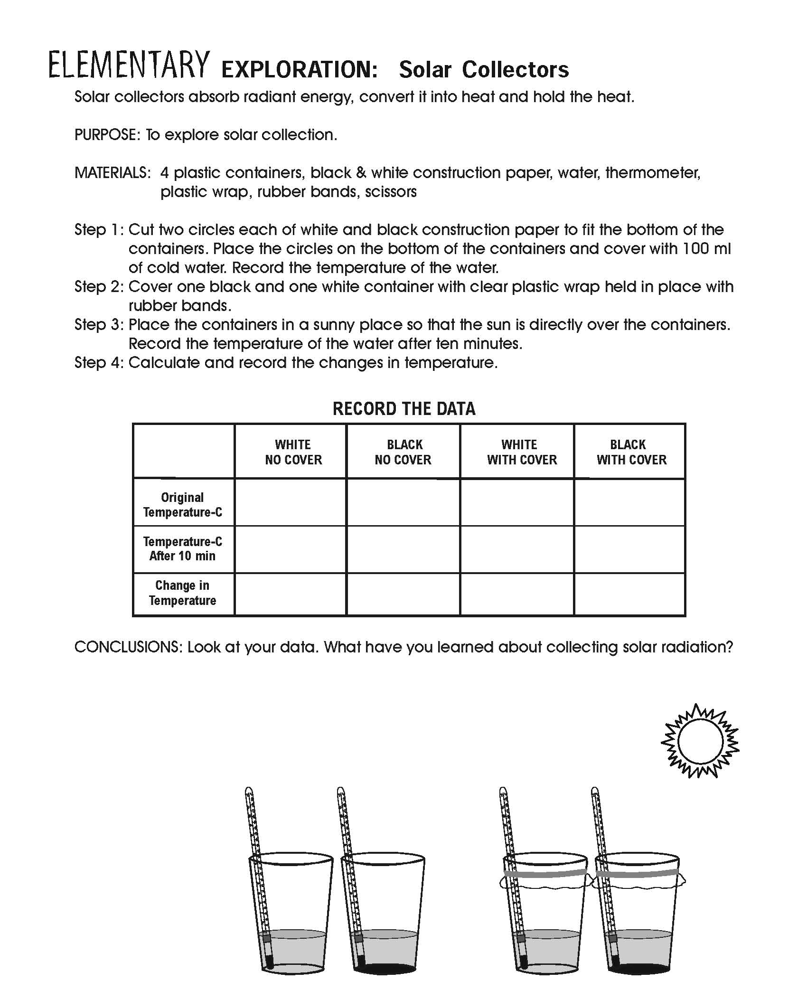 ELEMENTARY EXPLORATION: Solar Collectors
Solar collectors absorb radiant energy, convert it into heat and hold the heat.
PURPOSE: To explore solar collection.
MATERIALS: 4 plastic containers, black & white construction paper, water, thermometer,
plastic wrap, rubber bands, scissors
Step 1: Cut two circles each of white and black construction paper to fit the bottom of the
containers. Place the circles on the bottom of the containers and cover with 100 ml
of cold water. Record the temperature of the water.
Step 2: Cover one black and one white container with clear plastic wrap held in place with
rubber bands.
Step 3: Place the containers in a sunny place so that the sun is directly over the containers.
Record the temperature of the water after ten minutes.
Step 4: Calculate and record the changes in temperature.
RECORD THE DATA
WHITE BLACK WHITE BLACK
NO COVER NO COVER WITH COVER WITH COVER
Original
Temperature-C
Temperature-C
After 10 min
Change in
Temperature
CONCLUSIONS: Look at your data. What have you learned about collecting solar radiation?